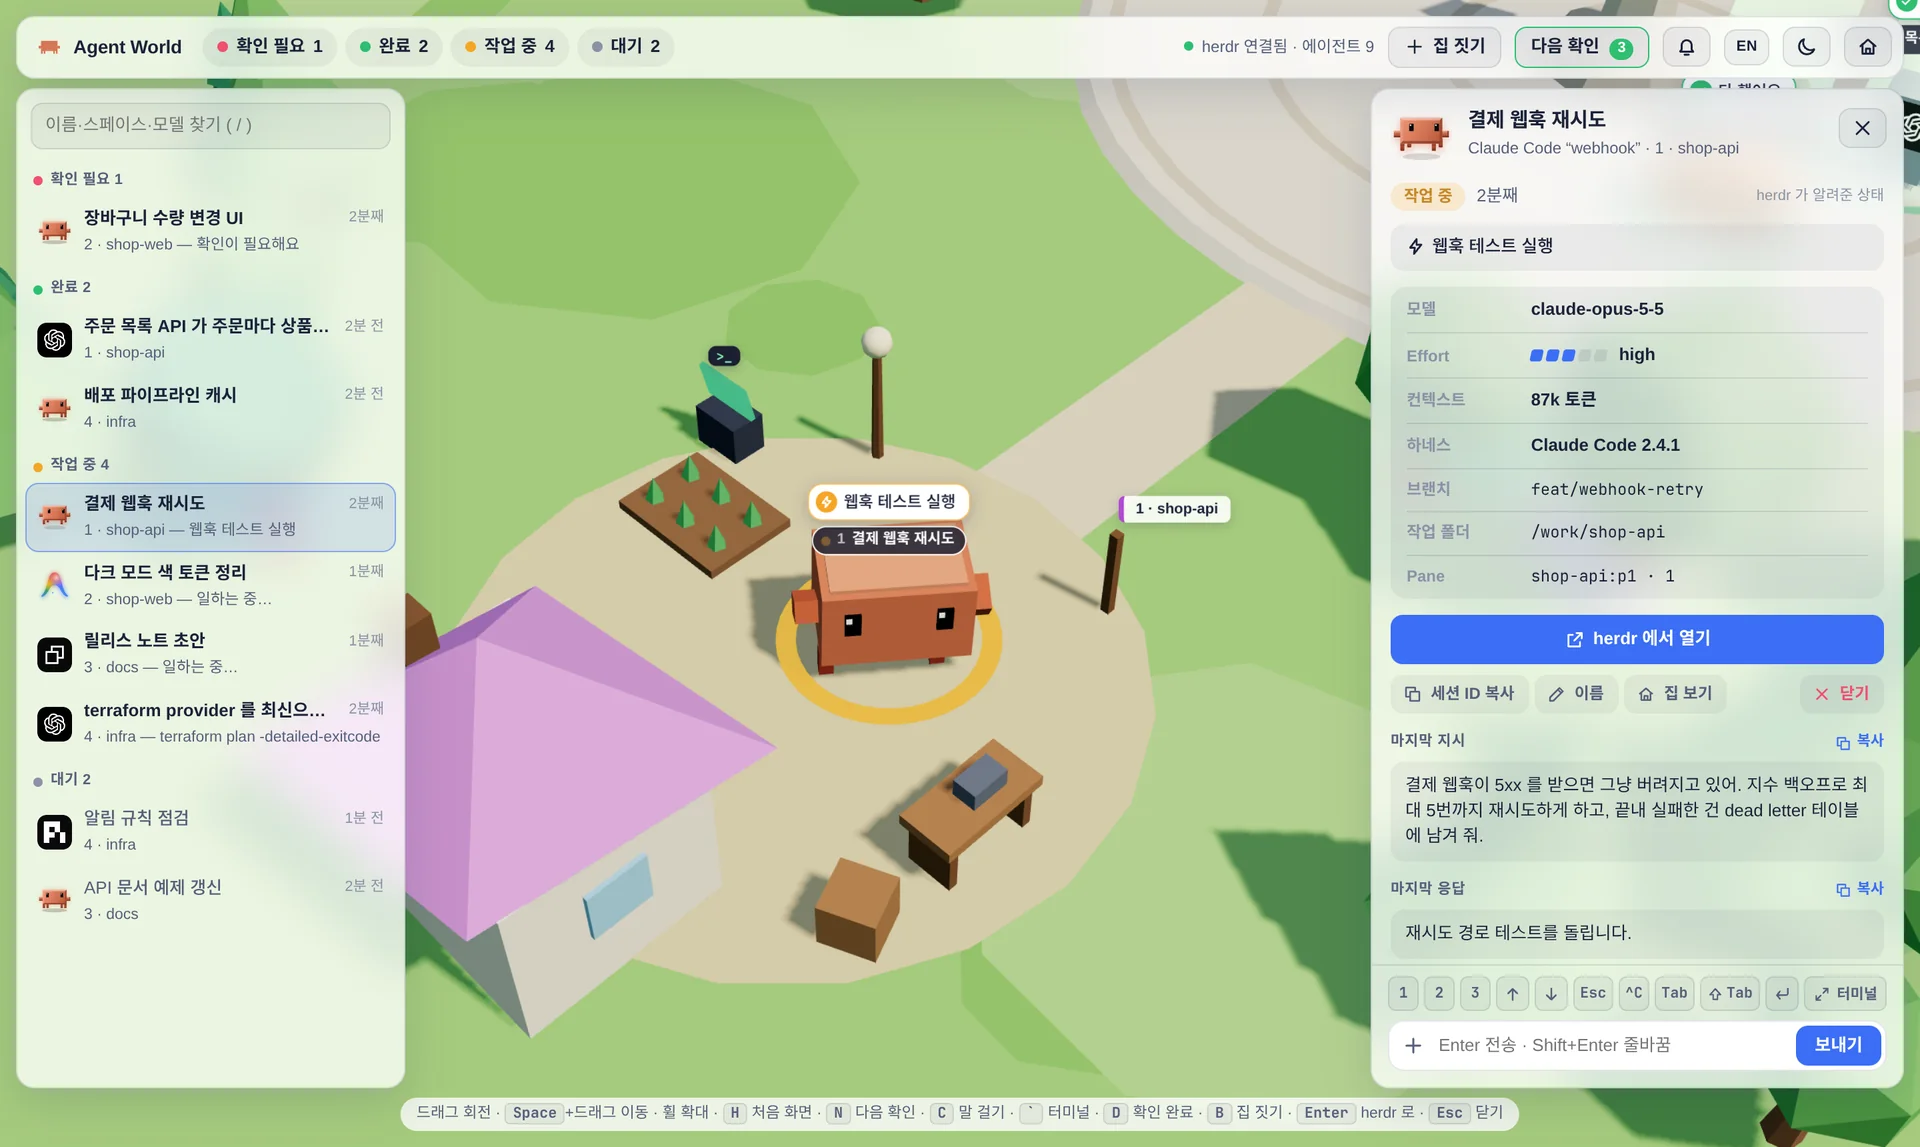 Agent World
확인 필요 1
완료 2
작업 중 4
대기 2
herdr 연결됨 · 에이전트 9
집 짓기
다음 확인 3
EN
이름·스페이스·모델 찾기 ( / )
확인 필요 1
장바구니 수량 변경 UI
2분째
2 · shop-web — 확인이 필요해요
완료 2
주문 목록 API 가 주문마다 상품…
2분 전
1 · shop-api
배포 파이프라인 캐시
2분 전
4 · infra
작업 중 4
결제 웹훅 재시도
2분째
1 · shop-api — 웹훅 테스트 실행
다크 모드 색 토큰 정리
1분째
2 · shop-web — 일하는 중…
릴리스 노트 초안
1분째
3 · docs — 일하는 중…
terraform provider 를 최신으…
2분째
4 · infra — terraform plan -detailed-exitcode
대기 2
알림 규칙 점검
1분 전
4 · infra
API 문서 예제 갱신
2분 전
3 · docs
>_
웹훅 테스트 실행
1 결제 웹훅 재시도
1 · shop-api
결제 웹훅 재시도
Claude Code “webhook” · 1 · shop-api
작업 중
2분째
herdr 가 알려준 상태
웹훅 테스트 실행
모델
claude-opus-5-5
Effort
high
컨텍스트
87k 토큰
하네스
Claude Code 2.4.1
브랜치
feat/webhook-retry
작업 폴더
/work/shop-api
Pane
shop-api:p1 · 1
herdr 에서 열기
세션 ID 복사
이름
집 보기
닫기
마지막 지시
복사
결제 웹훅이 5xx 를 받으면 그냥 버려지고 있어. 지수 백오프로 최
대 5번까지 재시도하게 하고, 끝내 실패한 건 dead letter 테이블
에 남겨 줘.
마지막 응답
복사
재시도 경로 테스트를 돌립니다.
1 2 3 ↑ ↓ Esc ^C Tab ⇧ Tab ↵ 터미널
Enter 전송 · Shift+Enter 줄바꿈
보내기
드래그 회전 · Space +드래그 이동 · 휠 확대 · H 처음 화면 · N 다음 확인 · C 말 걸기 · ` 터미널 · D 확인 완료 · B 집 짓기 · Enter herdr 로 · Esc 닫기